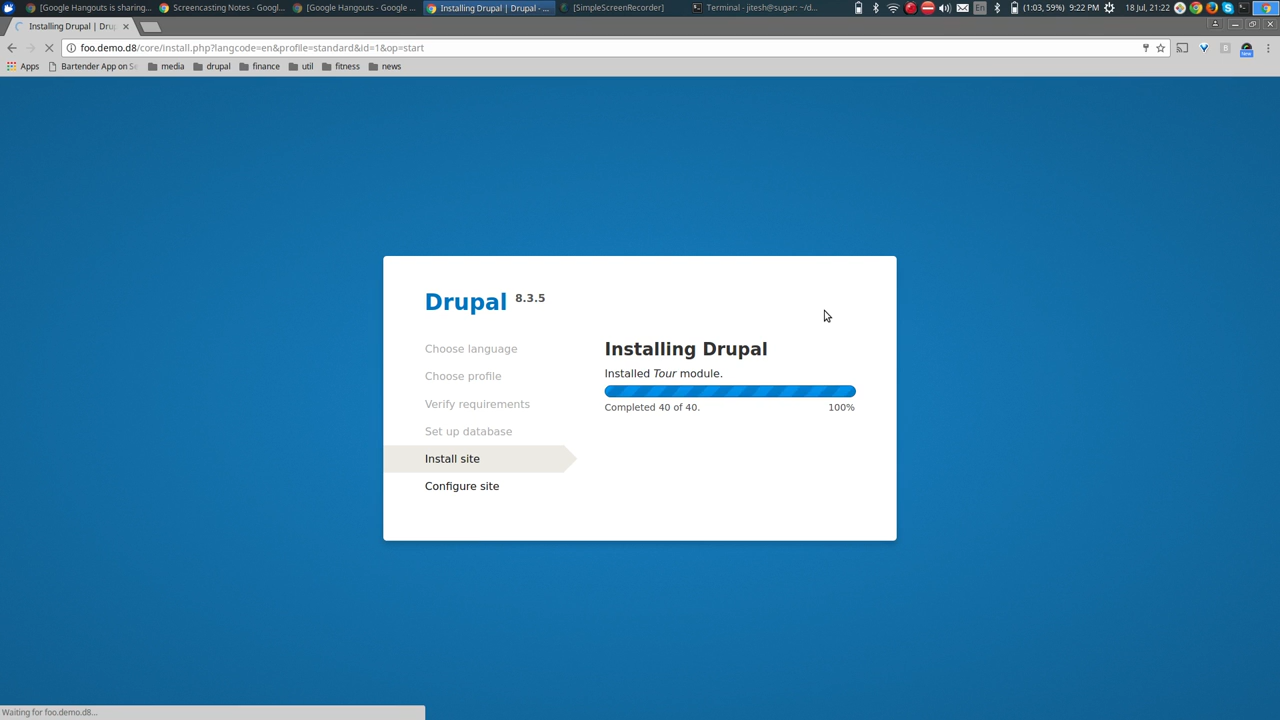 [Google Hangouts is sharing...
Screencasting Notes - Googl...
[Google Hangouts - Google ...
Installing Drupal | Drupal - ...
[SimpleScreenRecorder]
Terminal - jitesh@sugar: ~/d...
En
(1:03, 59%)
9:22 PM
18 Jul, 21:22
Installing Drupal | Dru
foo.demo.d8/core/install.php?langcode=en&profile=standard&id=1&op=start
New
Apps
Bartender App on Se
media
drupal
finance
util
fitness
news
Drupal 8.3.5
Choose language
Choose profile
Verify requirements
Set up database
Install site
Configure site
Installing Drupal
Installed Tour module.
Completed 40 of 40.
100%
Waiting for foo.demo.d8...